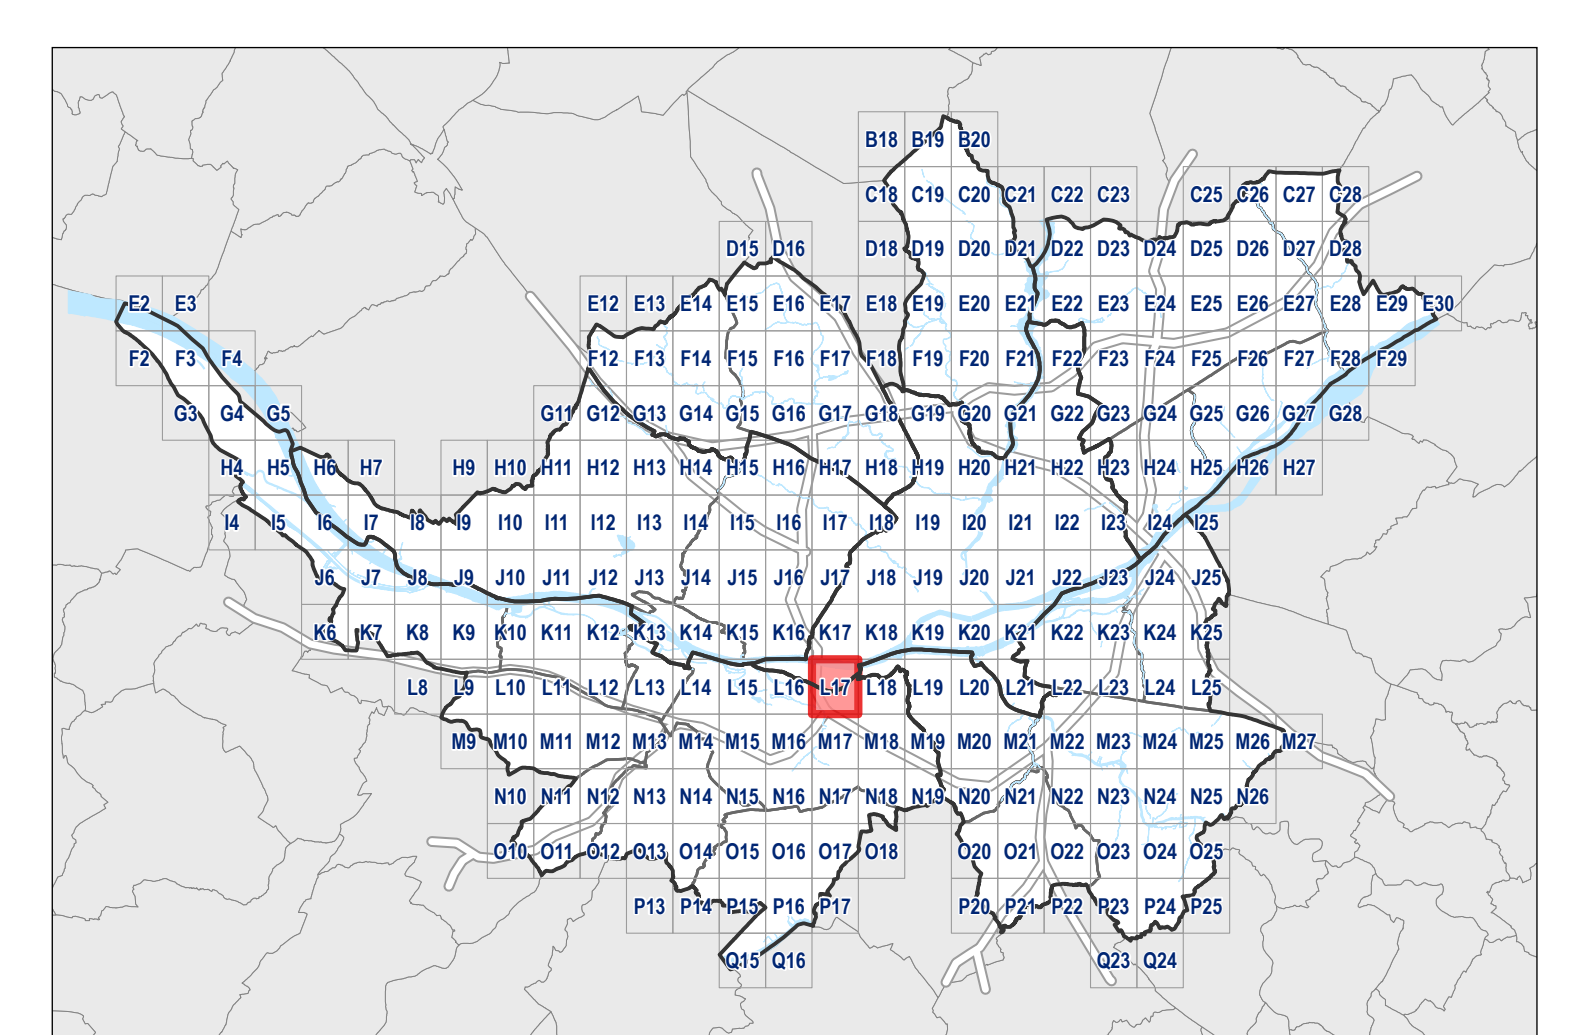 B18 B19 B20
C18 C19 C20 C21 C22 C23 C25 C26 C27 C28
D15 D16 D18 D19 D20 D21 D22 D23 D24 D25 D26 D27 D28
E2 E3 E12 E13 E14 E15 E16 E17 E18 E19 E20 E21 E22 E23 E24 E25 E26 E27 E28 E29 E30
F2 F3 F4 F12 F13 F14 F15 F16 F17 F18 F19 F20 F21 F22 F23 F24 F25 F26 F27 F28 F29
G3 G4 G5 G11 G12 G13 G14 G15 G16 G17 G18 G19 G20 G21 G22 G23 G24 G25 G26 G27 G28
H4 H5 H6 H7 H9 H10 H11 H12 H13 H14 H15 H16 H17 H18 H19 H20 H21 H22 H23 H24 H25 H26 H27
I4 I5 I6 I7 I8 I9 I10 I11 I12 I13 I14 I15 I16 I17 I18 I19 I20 I21 I22 I23 I24 I25
J6 J7 J8 J9 J10 J11 J12 J13 J14 J15 J16 J17 J18 J19 J20 J21 J22 J23 J24 J25
K6 K7 K8 K9 K10 K11 K12 K13 K14 K15 K16 K17 K18 K19 K20 K21 K22 K23 K24 K25
L8 L9 L10 L11 L12 L13 L14 L15 L16 L17 L18 L19 L20 L21 L22 L23 L24 L25
M9 M10 M11 M12 M13 M14 M15 M16 M17 M18 M19 M20 M21 M22 M23 M24 M25 M26 M27
N10 N11 N12 N13 N14 N15 N16 N17 N18 N19 N20 N21 N22 N23 N24 N25 N26
O10 O11 O12 O13 O14 O15 O16 O17 O18 O20 O21 O22 O23 O24 O25
P13 P14 P15 P16 P17 P20 P21 P22 P23 P24 P25
Q15 Q16 Q23 Q24